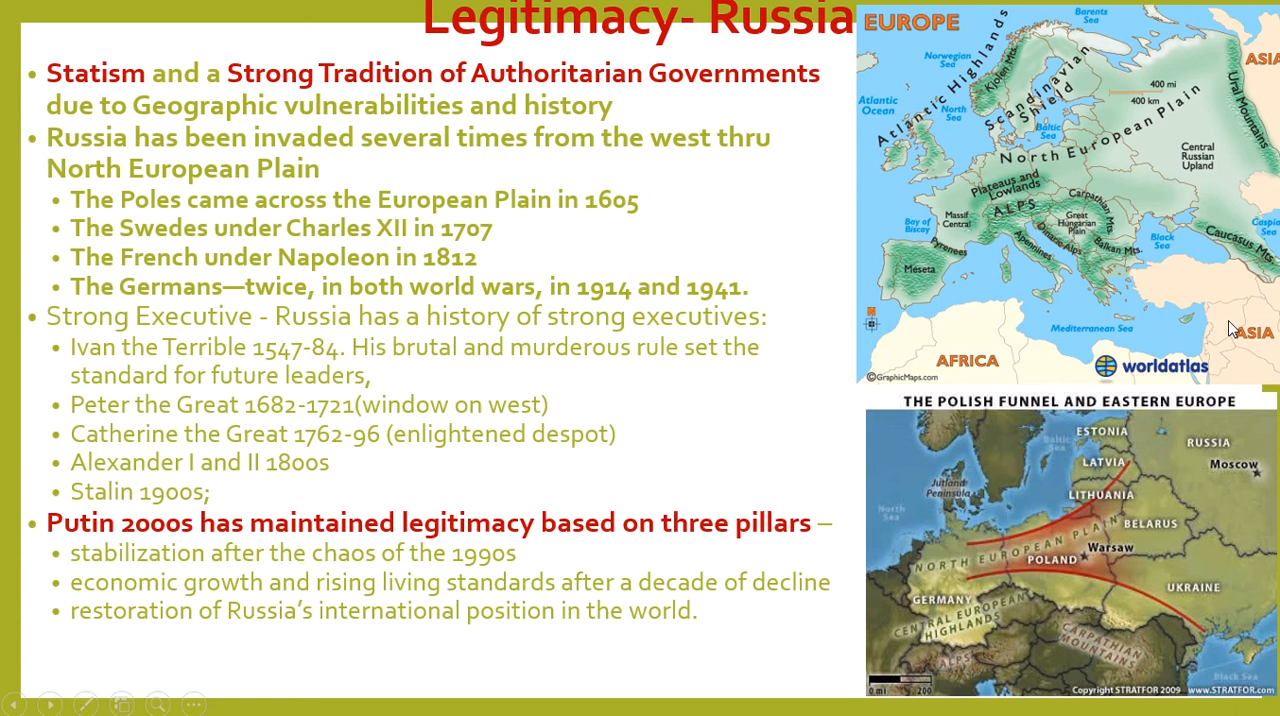 Legitimacy- Russia
• Statism and a Strong Tradition of Authoritarian Governments
due to Geographic vulnerabilities and history
• Russia has been invaded several times from the west thru
North European Plain
• The Poles came across the European Plain in 1605
• The Swedes under Charles XII in 1707
• The French under Napoleon in 1812
• The Germans—twice, in both world wars, in 1914 and 1941.
• Strong Executive - Russia has a history of strong executives:
• Ivan the Terrible 1547-84. His brutal and murderous rule set the
standard for future leaders,
• Peter the Great 1682-1721(window on west)
• Catherine the Great 1762-96 (enlightened despot)
• Alexander I and II 1800s
• Stalin 1900s;
• Putin 2000s has maintained legitimacy based on three pillars –
• stabilization after the chaos of the 1990s
• economic growth and rising living standards after a decade of decline
• restoration of Russia's international position in the world.
EUROPE
Barents
Sea
ASIA
Norwegian
Sea
Atlantic Highlands
Kjolen Mts.
Scandinavian
Shield
400 mi
400 km
Ural Mountains
Atlantic
Ocean
North
Sea
Baltic
Sea
North European Plain
Central
Russian
Upland
Plateaus and
Lowlands
Carpathian Mts.
ALPS
Massif
Central
Great
Hungarian
Plain
Bay of
Biscay
Pyrenees
Apennines
Dinaric Alps
Balkan Mts.
Black
Sea
Caucasus Mts.
Caspia
Sea
Meseta
Mediterranean Sea
ASIA
AFRICA
worldatlas
©GraphicMaps.com
THE POLISH FUNNEL AND EASTERN EUROPE
ESTONIA
Baltic
Sea
RUSSIA
LATVIA
Moscow
Jutland
Peninsula
LITHUANIA
North
Sea
BELARUS
NORTH EUROPEAN PLAIN
Warsaw
POLAND
UKRAINE
GERMANY
CENTRAL EUROPEAN
HIGHLANDS
CARPATHIAN
MOUNTAINS
ALPS
Black Sea
0 mi 200
Copyright STRATFOR 2009 www.STRATFOR.com